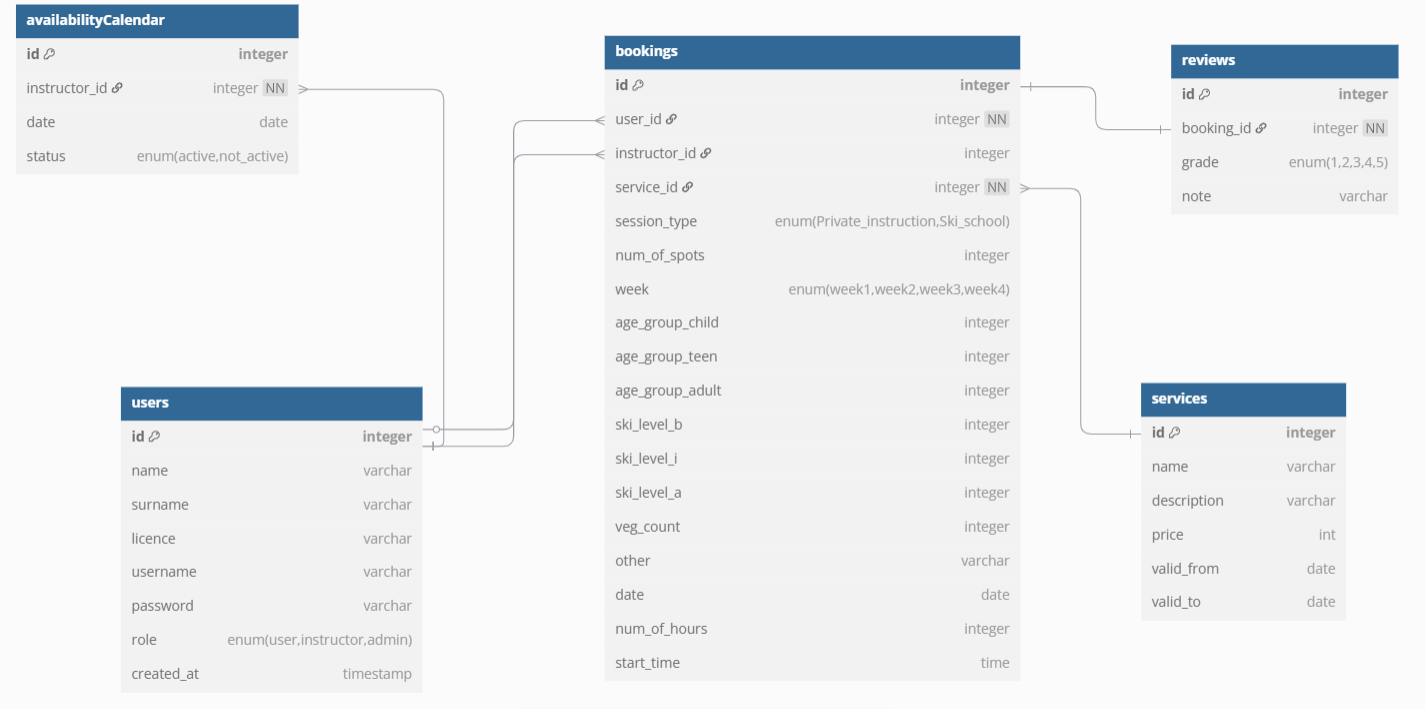 availabilityCalendar
id integer
instructor_id integer NN
date date
status enum(active,not_active)
bookings
id integer
user_id integer NN
instructor_id integer
service_id integer NN
session_type enum(Private_instruction,Ski_school)
num_of_spots integer
week enum(week1,week2,week3,week4)
age_group_child integer
age_group_teen integer
age_group_adult integer
ski_level_b integer
ski_level_i integer
ski_level_a integer
veg_count integer
other varchar
date date
num_of_hours integer
start_time time
reviews
id integer
booking_id integer NN
grade enum(1,2,3,4,5)
note varchar
users
id integer
name varchar
surname varchar
licence varchar
username varchar
password varchar
role enum(user,instructor,admin)
created_at timestamp
services
id integer
name varchar
description varchar
price int
valid_from date
valid_to date